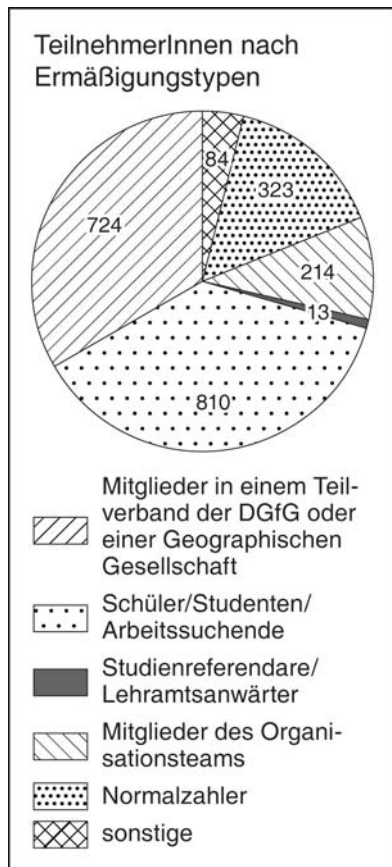 TeilnehmerInnen nach
Ermäßigungstypen
84
323
724
214
13
810
Mitglieder in einem Teil-
verband der DGfG oder
einer Geographischen
Gesellschaft
Schüler/Studenten/
Arbeitssuchende
Studienreferendare/
Lehramtsanwärter
Mitglieder des Organi-
sationsteams
Normalzahler
sonstige